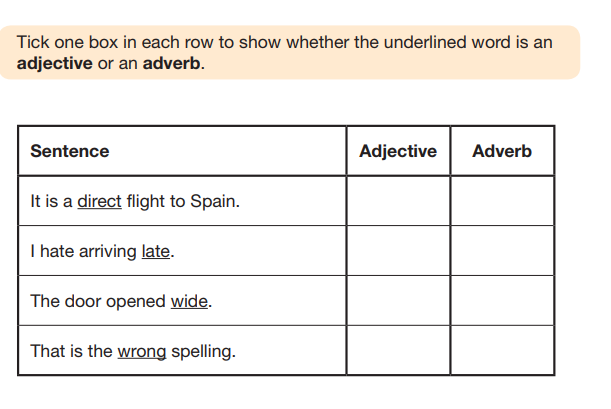 Tick one box in each row to show whether the underlined word is an
adjective or an adverb.
Sentence Adjective Adverb
It is a direct flight to Spain.
I hate arriving late.
The door opened wide.
That is the wrong spelling.